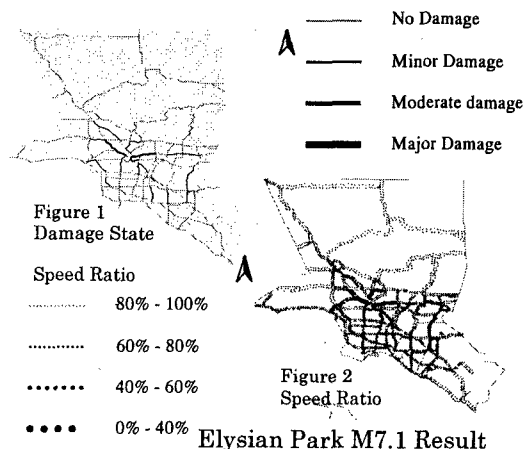 No Damage
Minor Damage
Moderate damage
Major Damage
Figure 1
Damage State
Speed Ratio
80% - 100%
60% - 80%
40% - 60%
0% - 40%
Figure 2
Speed Ratio
Elysian Park M7.1 Result